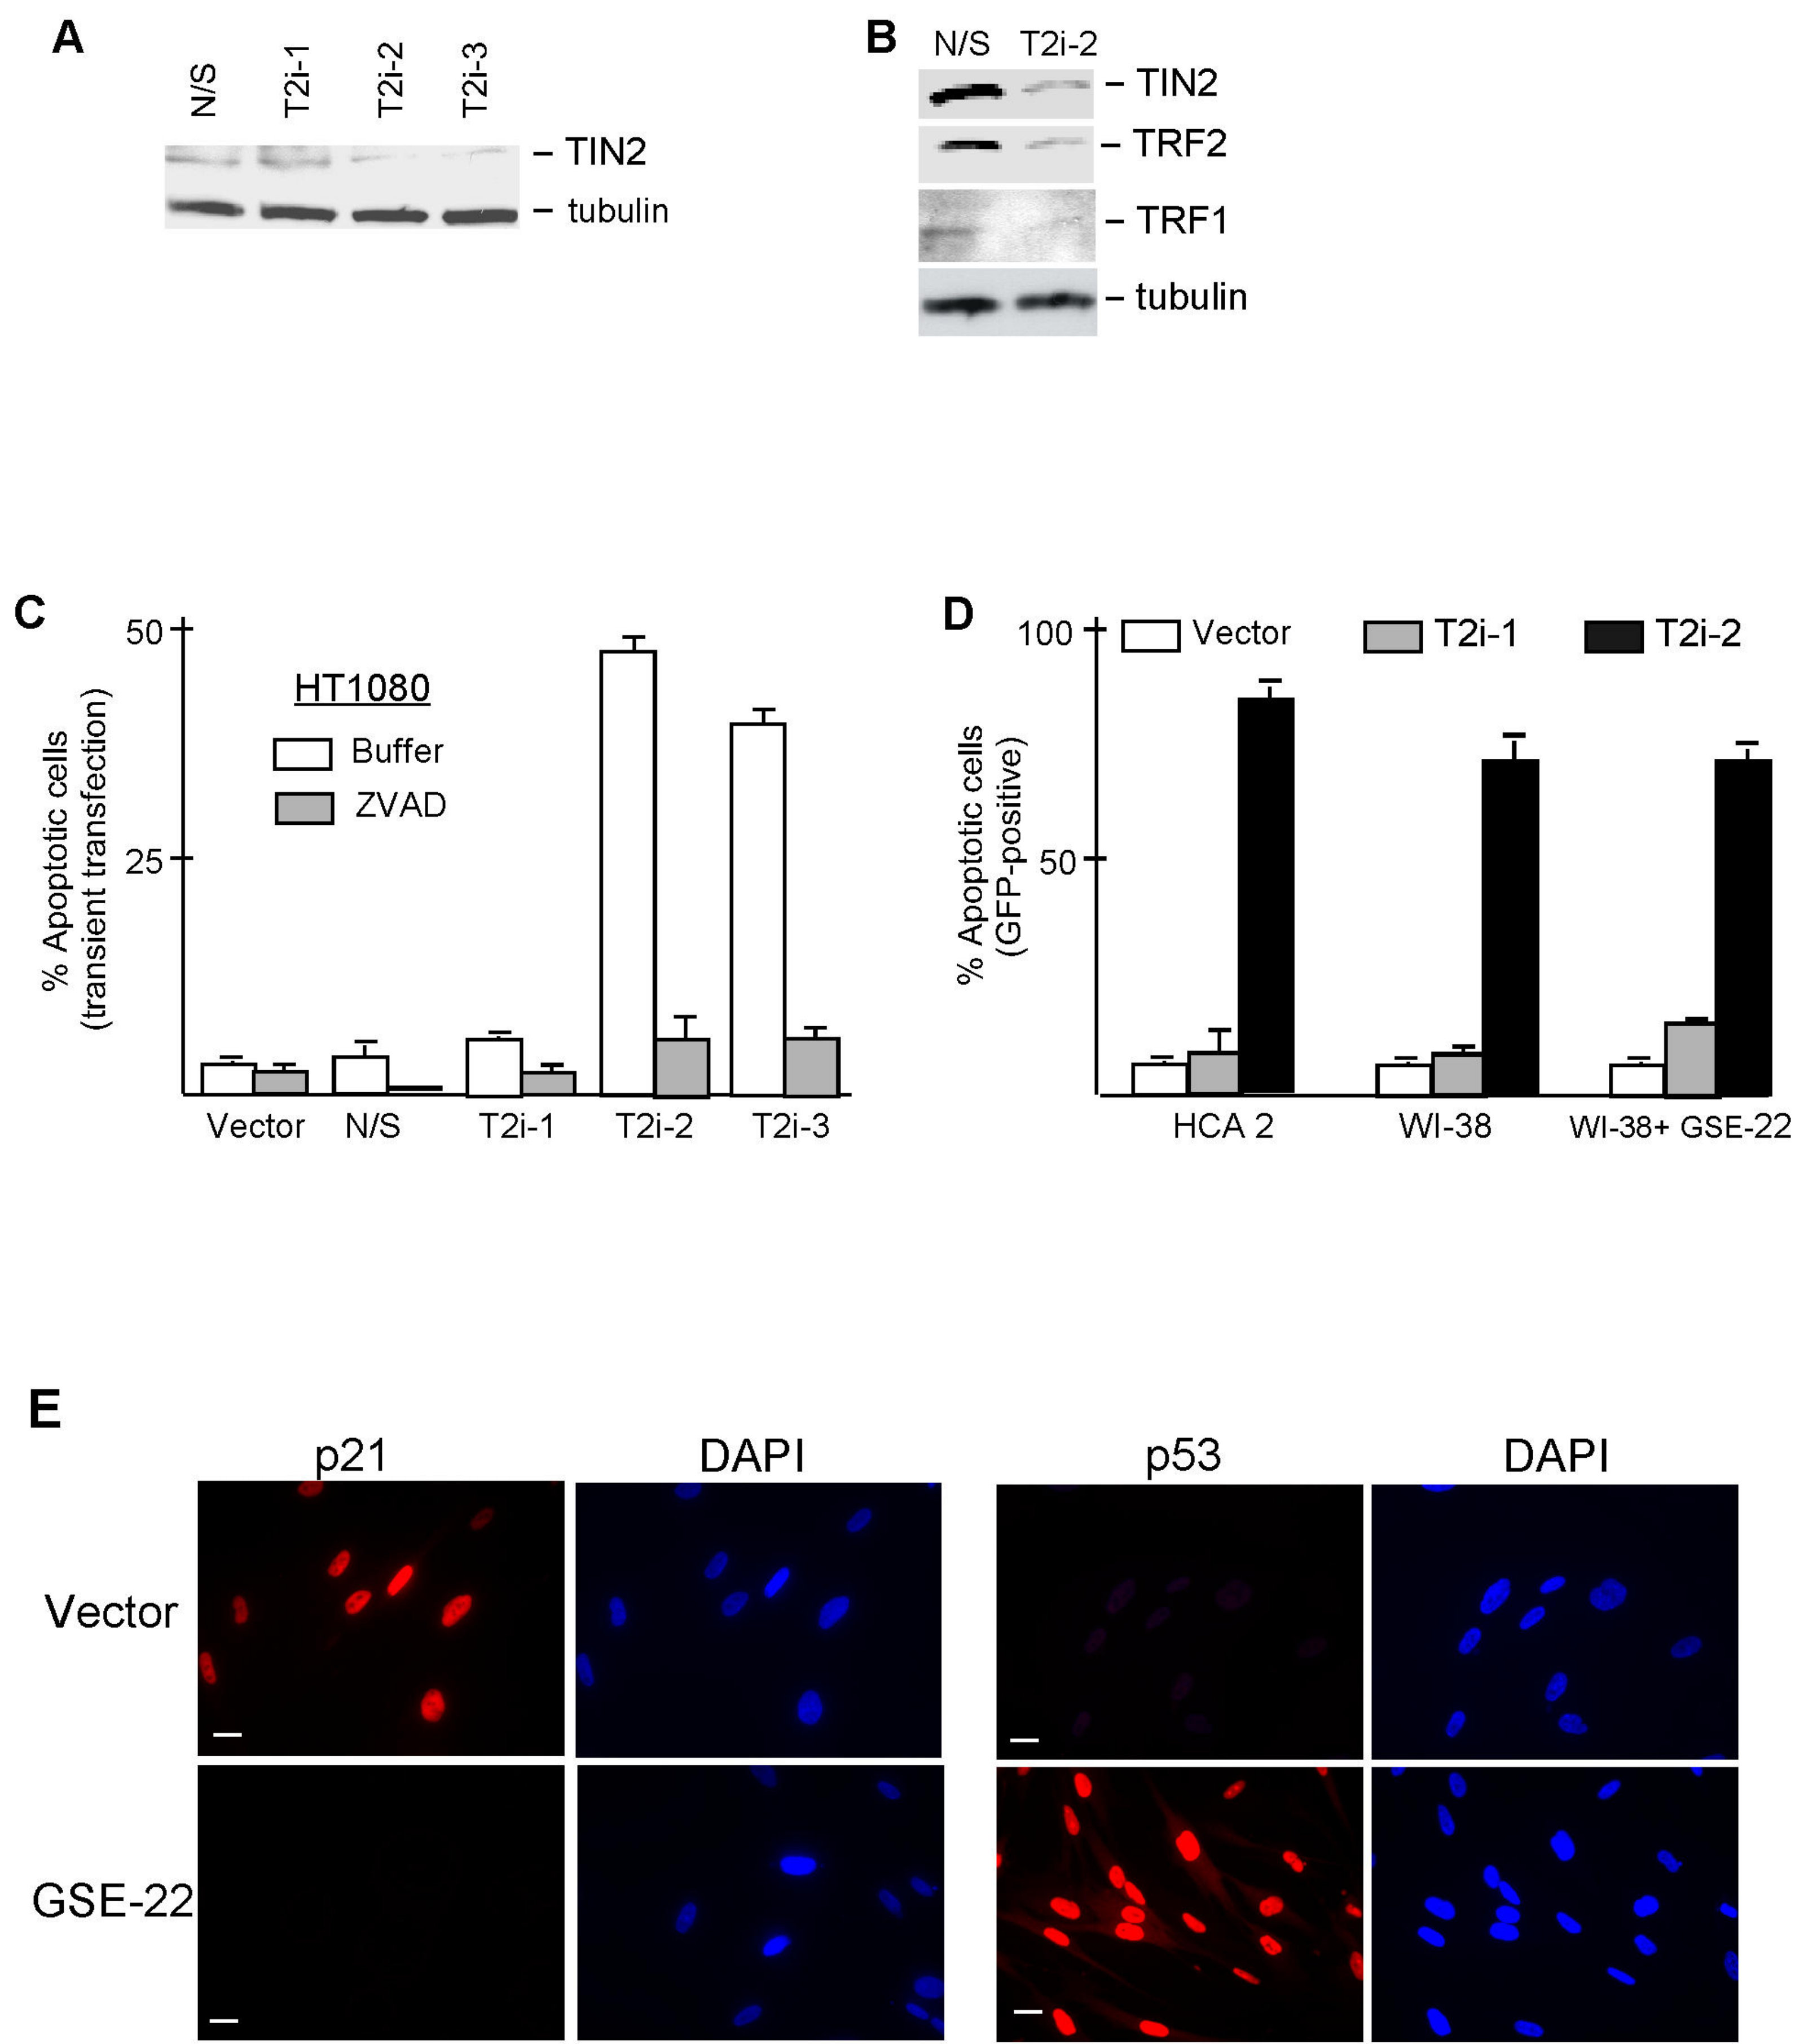 A
N/S
T2i-1
T2i-2
T2i-3
– TIN2
– tubulin
B
N/S T2i-2
– TIN2
– TRF2
– TRF1
– tubulin
C
50
25
% Apoptotic cells
(transient transfection)
HT1080
Buffer
ZVAD
Vector N/S T2i-1 T2i-2 T2i-3
D
100
50
% Apoptotic cells
(GFP-positive)
Vector T2i-1 T2i-2
HCA 2 WI-38 WI-38+ GSE-22
E
p21 DAPI p53 DAPI
Vector
GSE-22